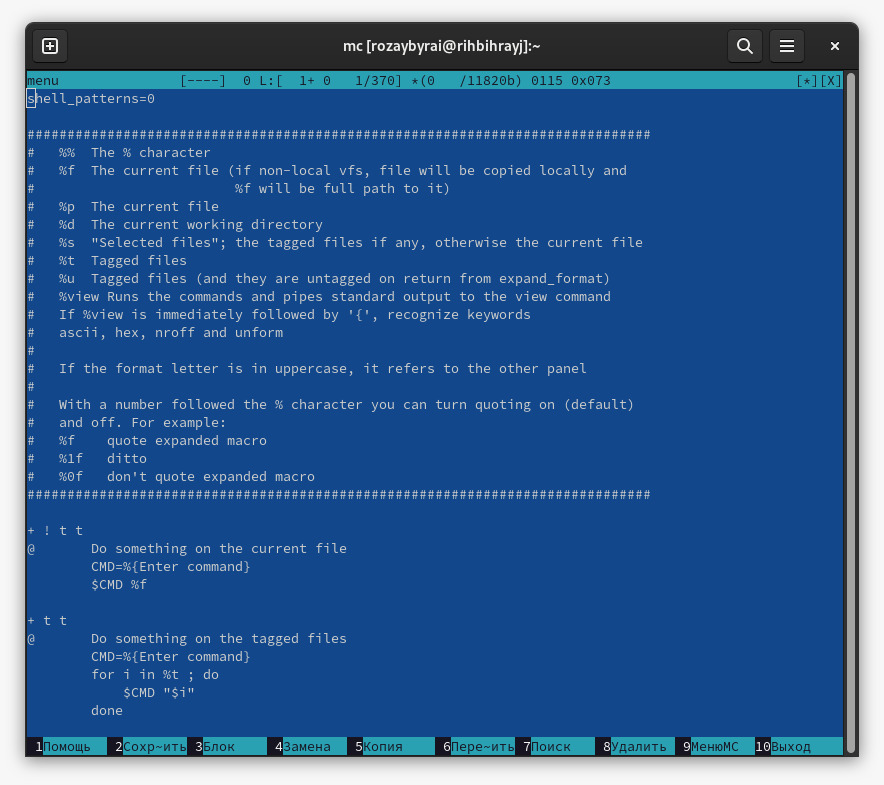 mc [rozaybyrai@rihbihrayj]:~
menu               [----]  0 L:[  1+ 0   1/370] *(0   /11820b) 0115 0x073                       [*][X]
shell_patterns=0
##############################################################################
#   %%  The % character
#   %f  The current file (if non-local vfs, file will be copied locally and
#                         %f will be full path to it)
#   %p  The current file
#   %d  The current working directory
#   %s  "Selected files"; the tagged files if any, otherwise the current file
#   %t  Tagged files
#   %u  Tagged files (and they are untagged on return from expand_format)
#   %view Runs the commands and pipes standard output to the view command
#   If %view is immediately followed by '{', recognize keywords
#   ascii, hex, nroff and unform
#
#   If the format letter is in uppercase, it refers to the other panel
#
#   With a number followed the % character you can turn quoting on (default)
#   and off. For example:
#   %f    quote expanded macro
#   %1f   ditto
#   %0f   don't quote expanded macro
##############################################################################
+ ! t t
@       Do something on the current file
        CMD=%{Enter command}
        $CMD %f
+ t t
@       Do something on the tagged files
        CMD=%{Enter command}
        for i in %t ; do
            $CMD "$i"
        done
1Помощь  2Сохр~ить 3Блок  4Замена  5Копия  6Пере~ить 7Поиск  8Удалить  9МенюМС  10Выход